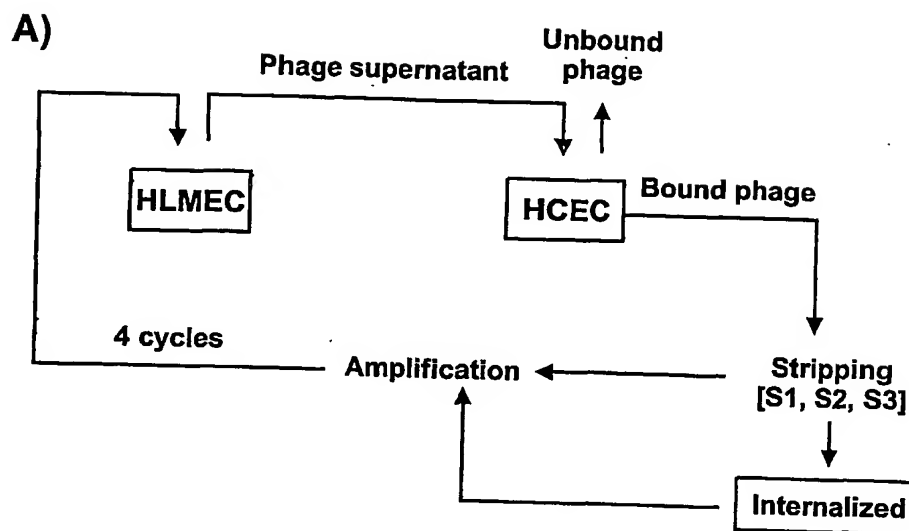 A)
Phage supernatant
Unbound
phage
HLMEC
HCEC
Bound phage
4 cycles
Amplification
Stripping
[S1, S2, S3]
Internalized